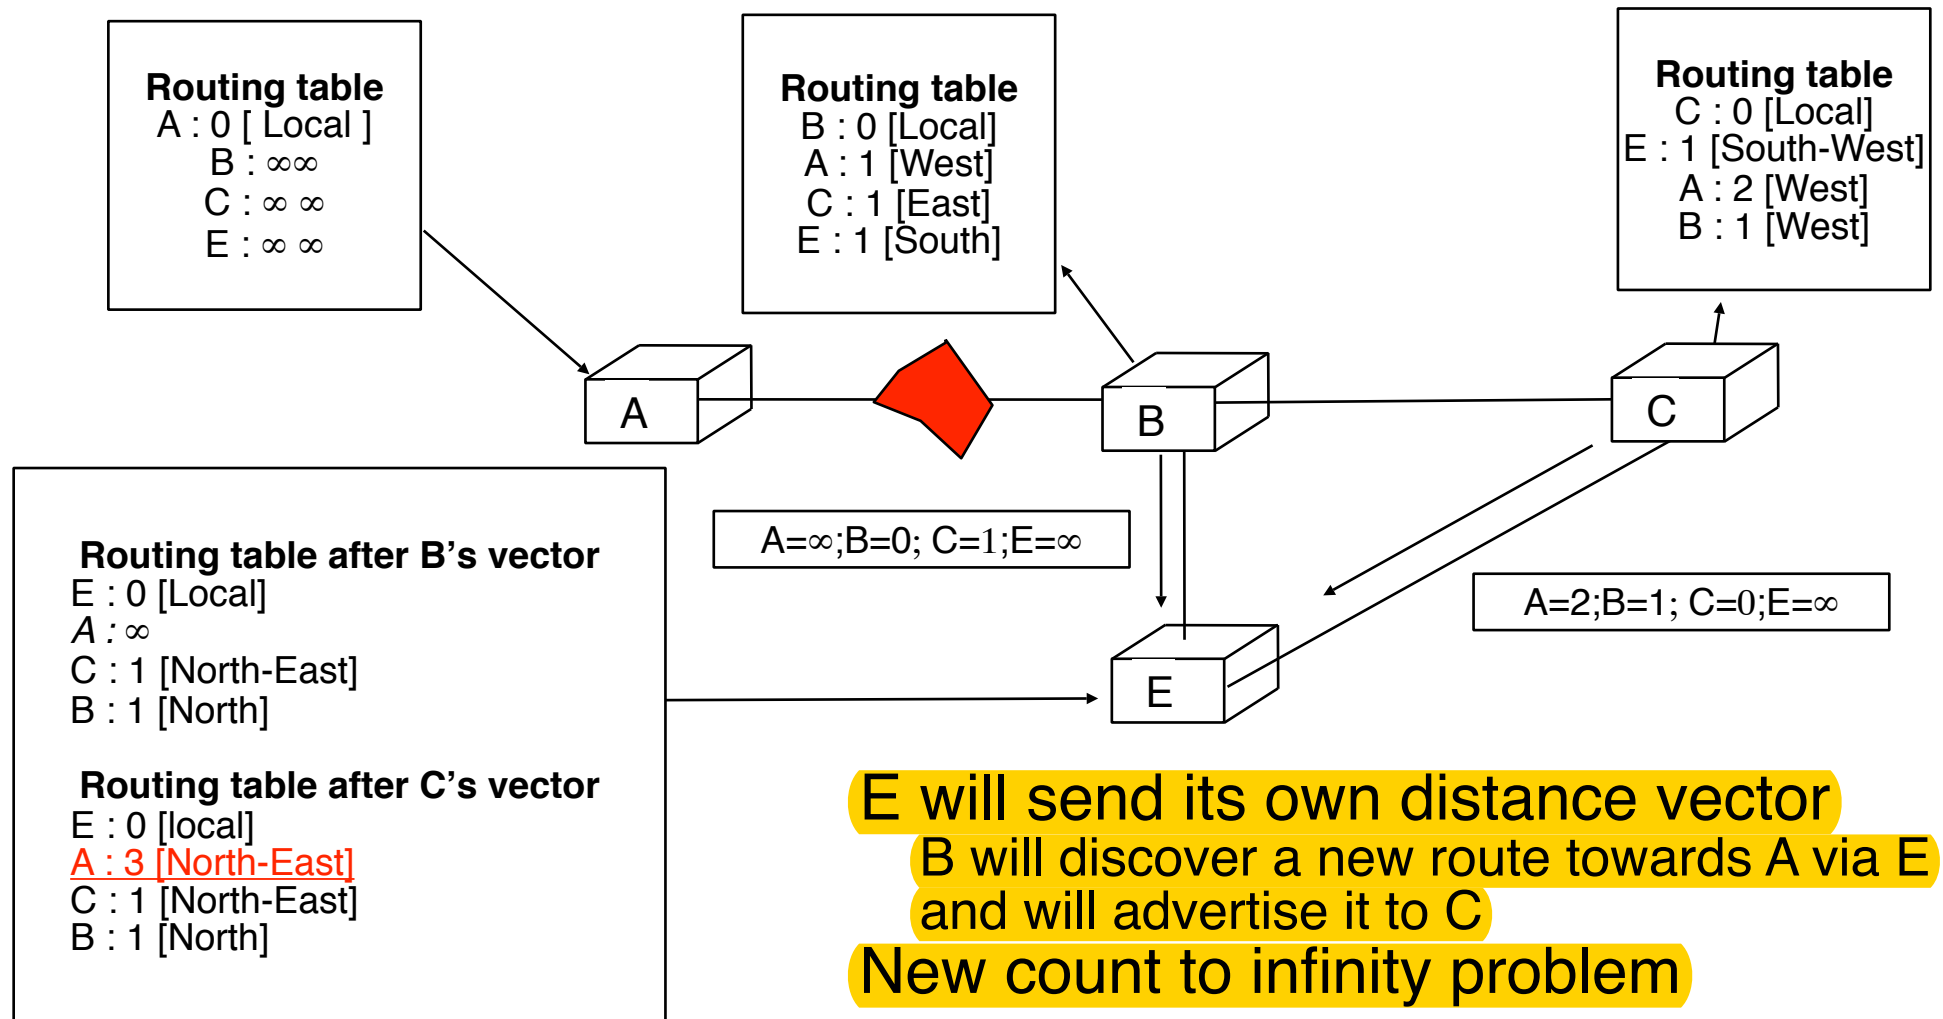 Routing table
A : 0 [ Local ]
B : ∞∞
C : ∞ ∞
E : ∞ ∞
Routing table
B : 0 [Local]
A : 1 [West]
C : 1 [East]
E : 1 [South]
Routing table
C : 0 [Local]
E : 1 [South-West]
A : 2 [West]
B : 1 [West]
A
B
C
A=∞;B=0; C=1;E=∞
A=2;B=1; C=0;E=∞
E
Routing table after B’s vector
E : 0 [Local]
A : ∞
C : 1 [North-East]
B : 1 [North]
Routing table after C’s vector
E : 0 [local]
A : 3 [North-East]
C : 1 [North-East]
B : 1 [North]
E will send its own distance vector
B will discover a new route towards A via E
and will advertise it to C
New count to infinity problem